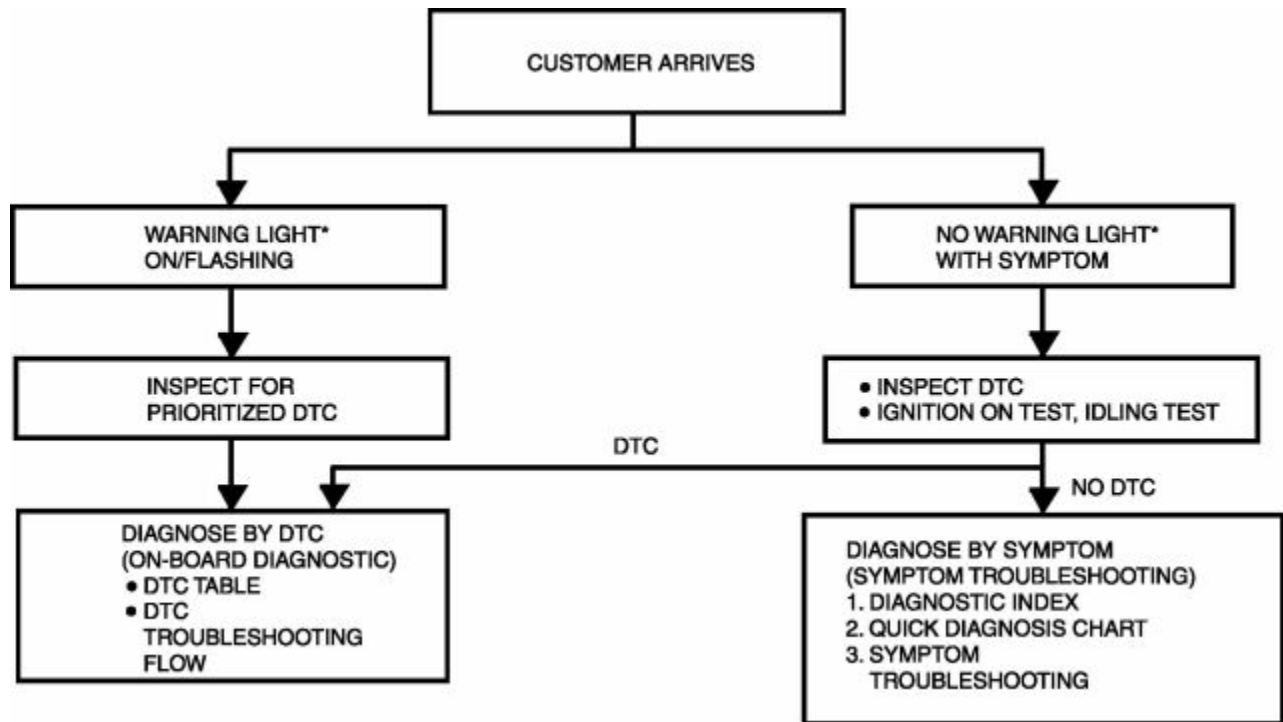 CUSTOMER ARRIVES
WARNING LIGHT*
ON/FLASHING
NO WARNING LIGHT*
WITH SYMPTOM
INSPECT FOR
PRIORITIZED DTC
• INSPECT DTC
• IGNITION ON TEST, IDLING TEST
DTC
NO DTC
DIAGNOSE BY DTC
(ON-BOARD DIAGNOSTIC)
• DTC TABLE
• DTC
TROUBLESHOOTING
FLOW
DIAGNOSE BY SYMPTOM
(SYMPTOM TROUBLESHOOTING)
1. DIAGNOSTIC INDEX
2. QUICK DIAGNOSIS CHART
3. SYMPTOM
TROUBLESHOOTING